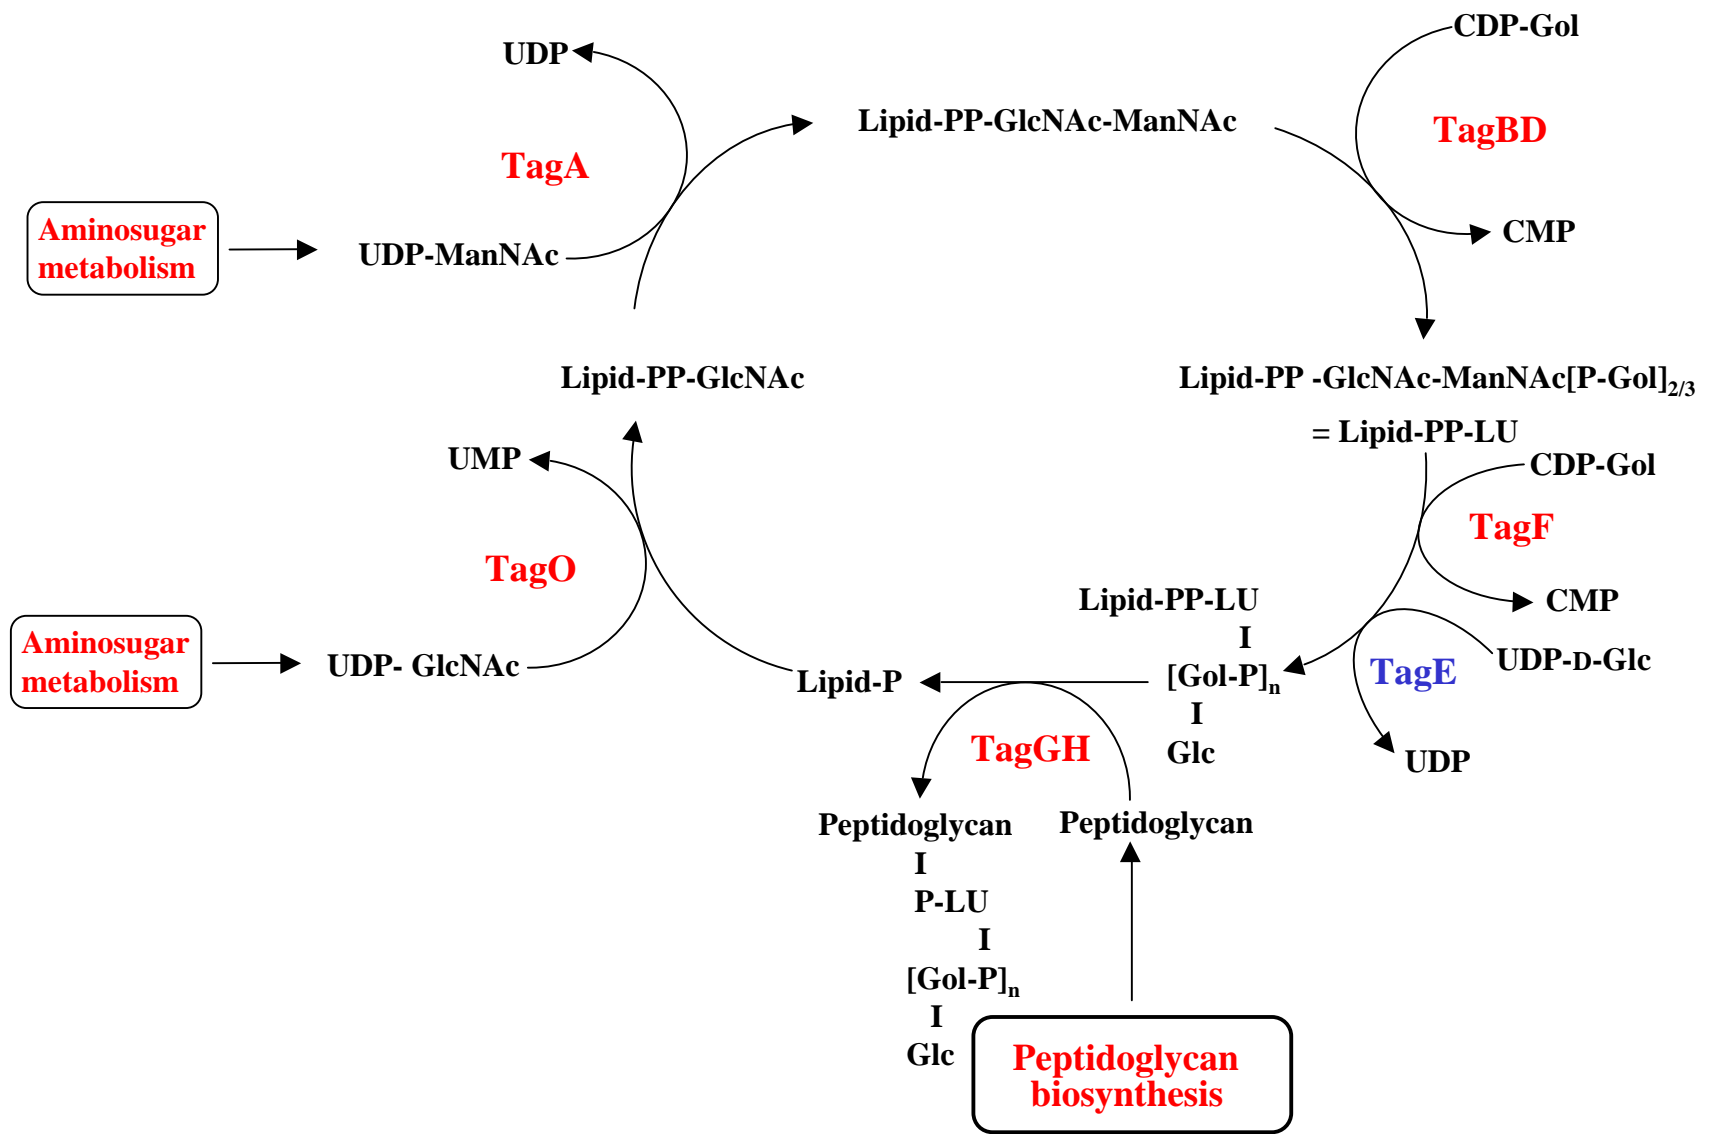 CDP-Gol
UDP
Lipid-PP-GlcNAc-ManNAc
TagBD
TagA
Aminosugar
metabolism
UDP-ManNAc
CMP
Lipid-PP-GlcNAc
Lipid-PP -GlcNAc-ManNAc[P-Gol]2/3
= Lipid-PP-LU
UMP
CDP-Gol
TagF
TagO
Lipid-PP-LU
CMP
I
Aminosugar
metabolism
UDP- GlcNAc
Lipid-P
[Gol-P]n
TagE
UDP-D-Glc
I
Glc
TagGH
UDP
Peptidoglycan
Peptidoglycan
I
P-LU
I
[Gol-P]n
I
Glc
Peptidoglycan
biosynthesis